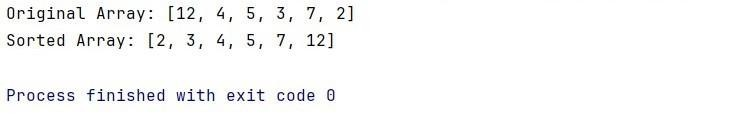 Original Array: [12, 4, 5, 3, 7, 2]
Sorted Array: [2, 3, 4, 5, 7, 12]
Process finished with exit code 0